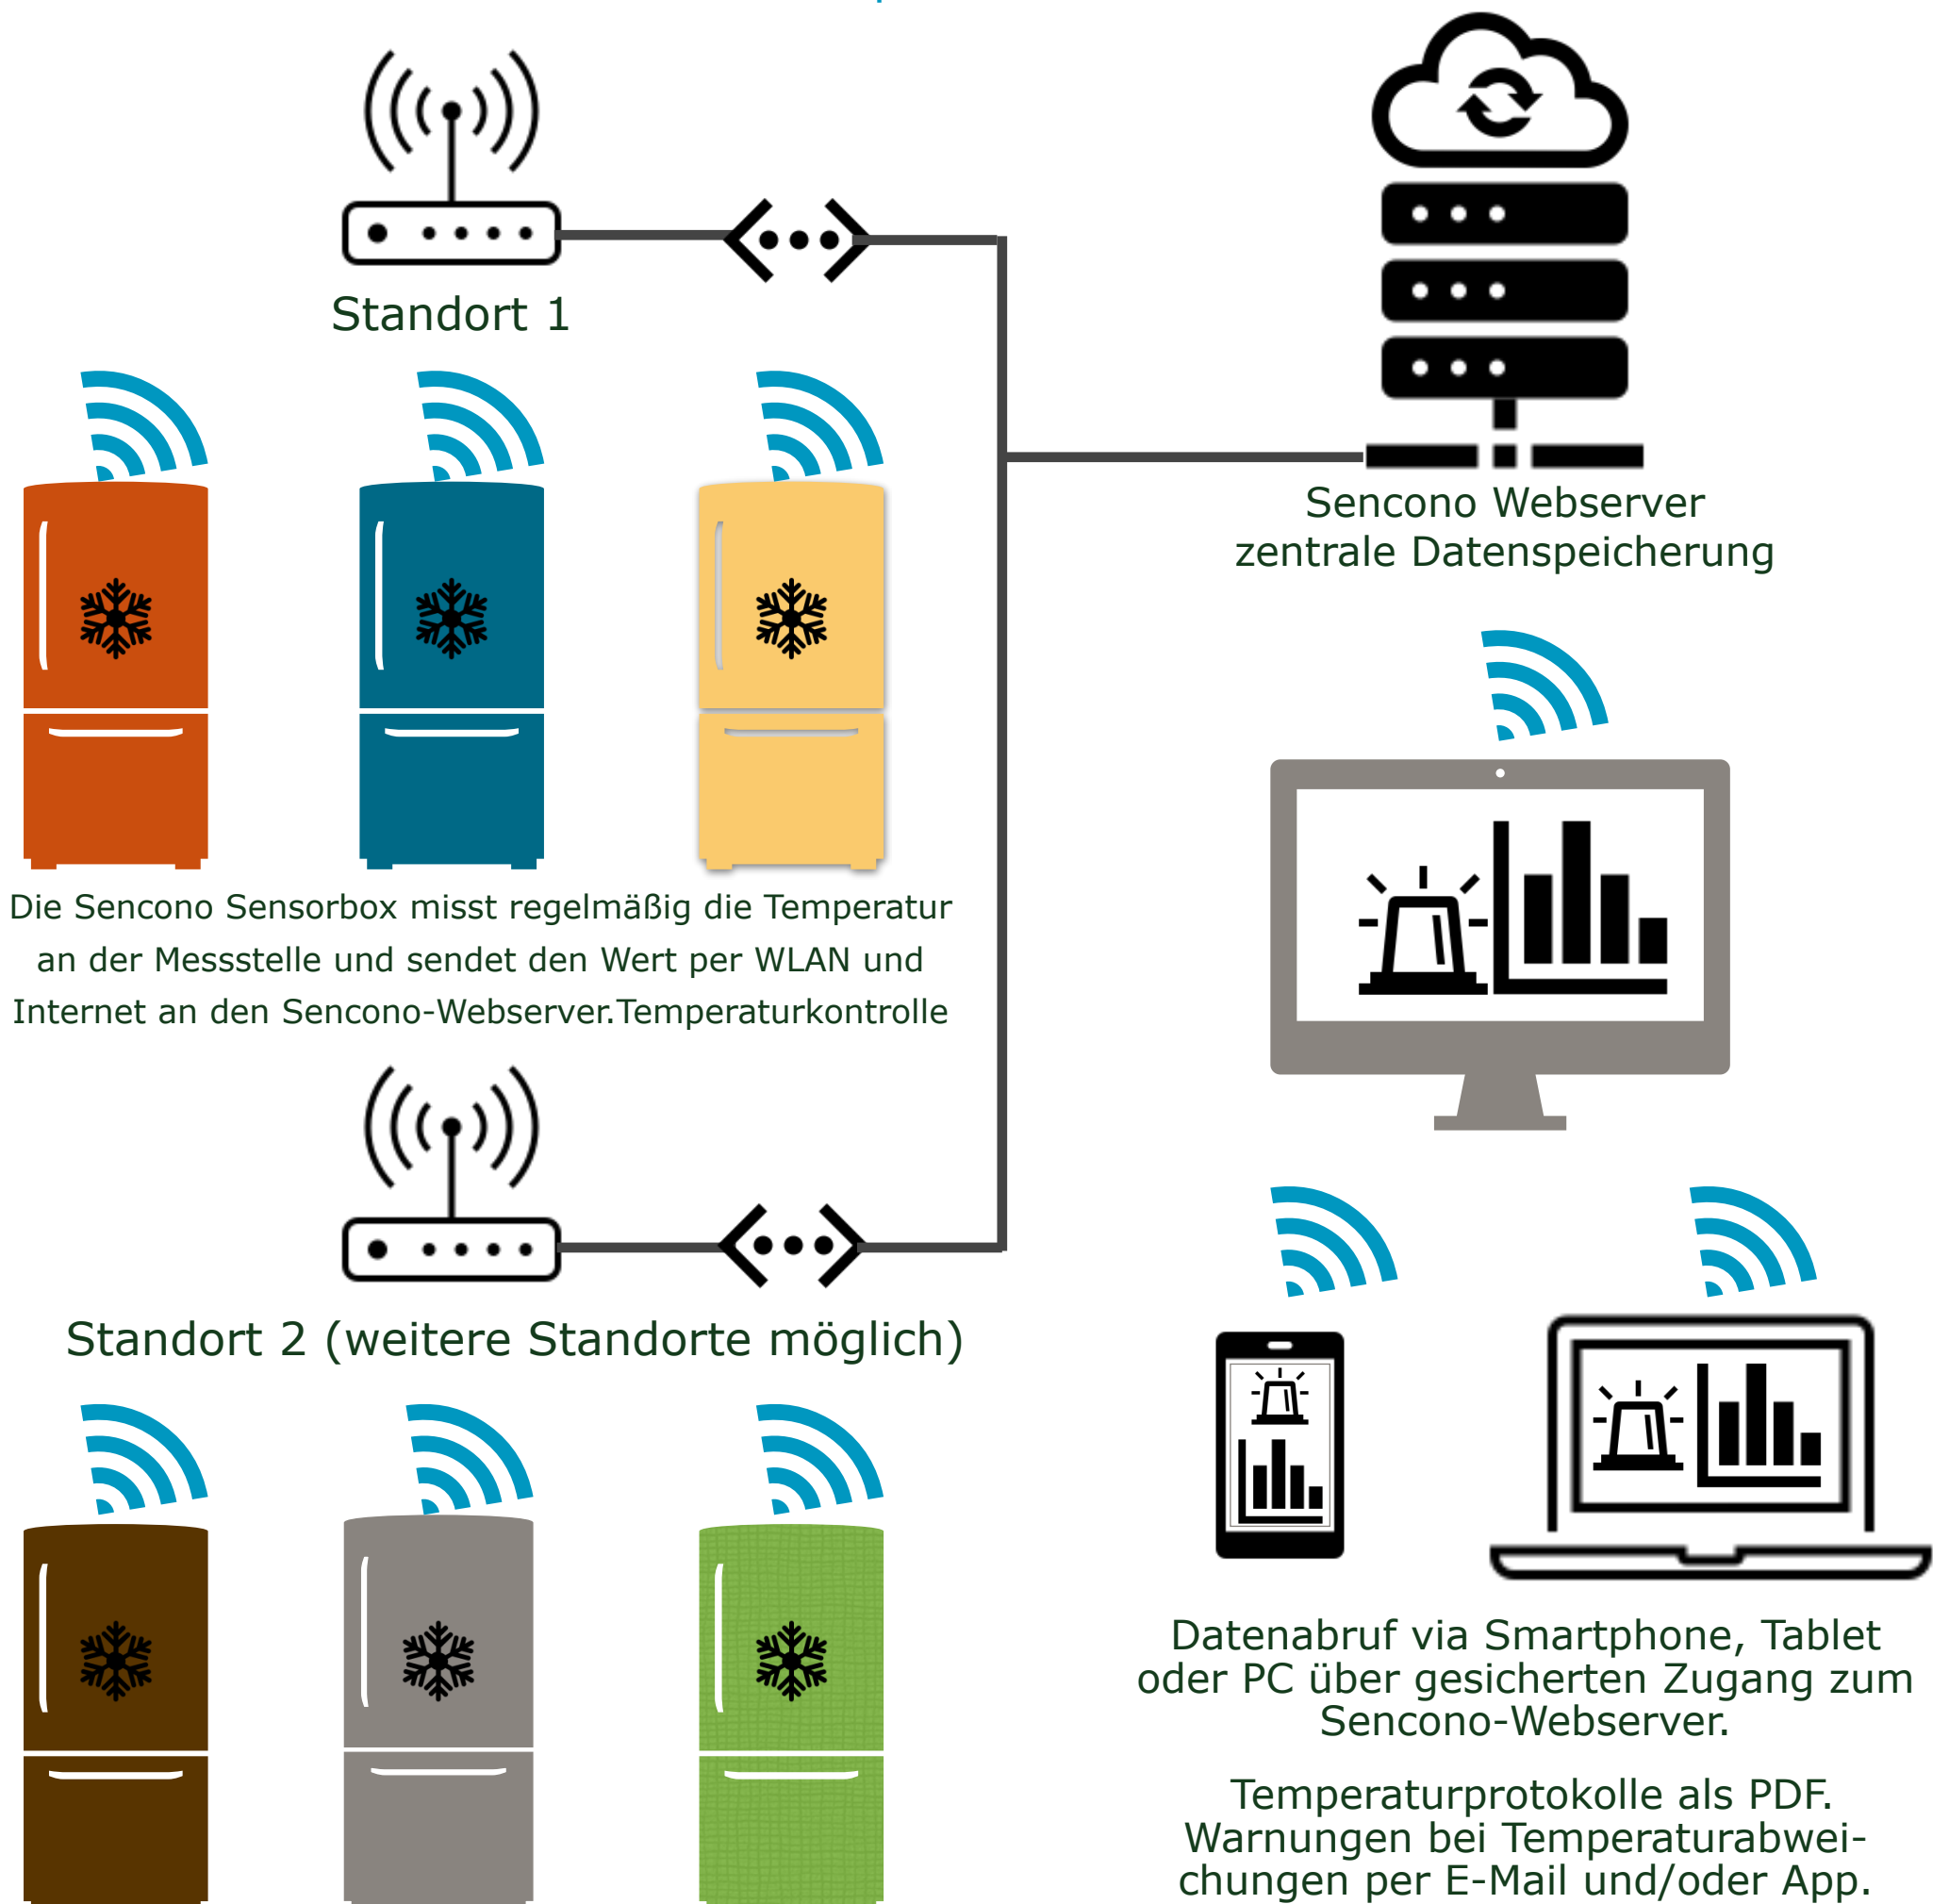 Standort 1
Sencono Webserver
zentrale Datenspeicherung
Die Sencono Sensorbox misst regelmäßig die Temperatur
an der Messstelle und sendet den Wert per WLAN und
Internet an den Sencono-Webserver.Temperaturkontrolle
Standort 2 (weitere Standorte möglich)
Datenabruf via Smartphone, Tablet
oder PC über gesicherten Zugang zum
Sencono-Webserver.
Temperaturprotokolle als PDF.
Warnungen bei Temperaturabwei-
chungen per E-Mail und/oder App.